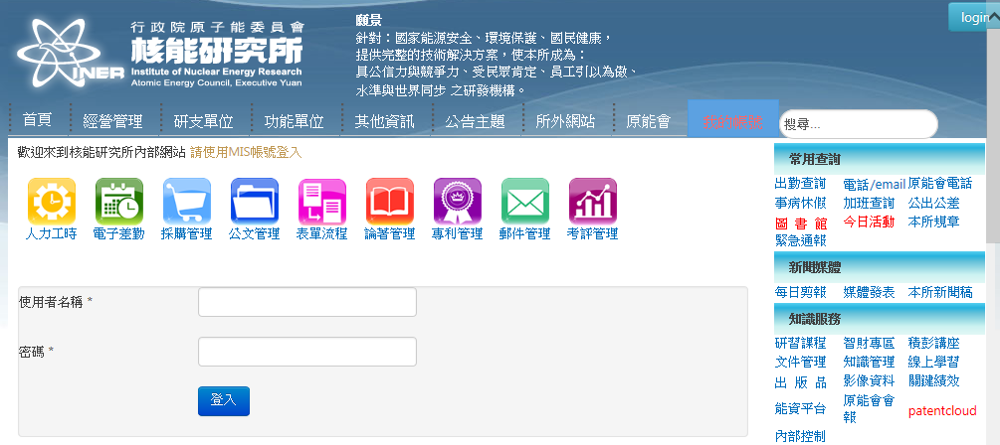 行政院原子能委員會
核能研究所
Institute of Nuclear Energy Research
Atomic Energy Council, Executive Yuan
INER
願景
針對：國家能源安全、環境保護、國民健康，
提供完整的技術解決方案，使本所成為：
具公信力與競爭力、受民眾肯定、員工引以為傲、
水準與世界同步 之研發機構。
login
首頁 經營管理 研支單位 功能單位 其他資訊 公告主題 所外網站 原能會
搜尋...
歡迎來到核能研究所內部網站 請使用MIS帳號登入
人力工時 電子差勤 採購管理 公文管理 表單流程 論著管理 專利管理 郵件管理 考評管理
使用者名稱 *
密碼 *
登入
常用查詢
出勤查詢 電話/email 原能會電話
事病休假 加班查詢 公出公差
圖 書 館 今日活動 本所規章
緊急通報
新聞媒體
每日剪報 媒體發表 本所新聞稿
知識服務
研習課程 智財專區 積彭講座
文件管理 知識管理 線上學習
出 版 品 影像資料 關鍵績效
能資平台 原能會會報 patentcloud
內部控制